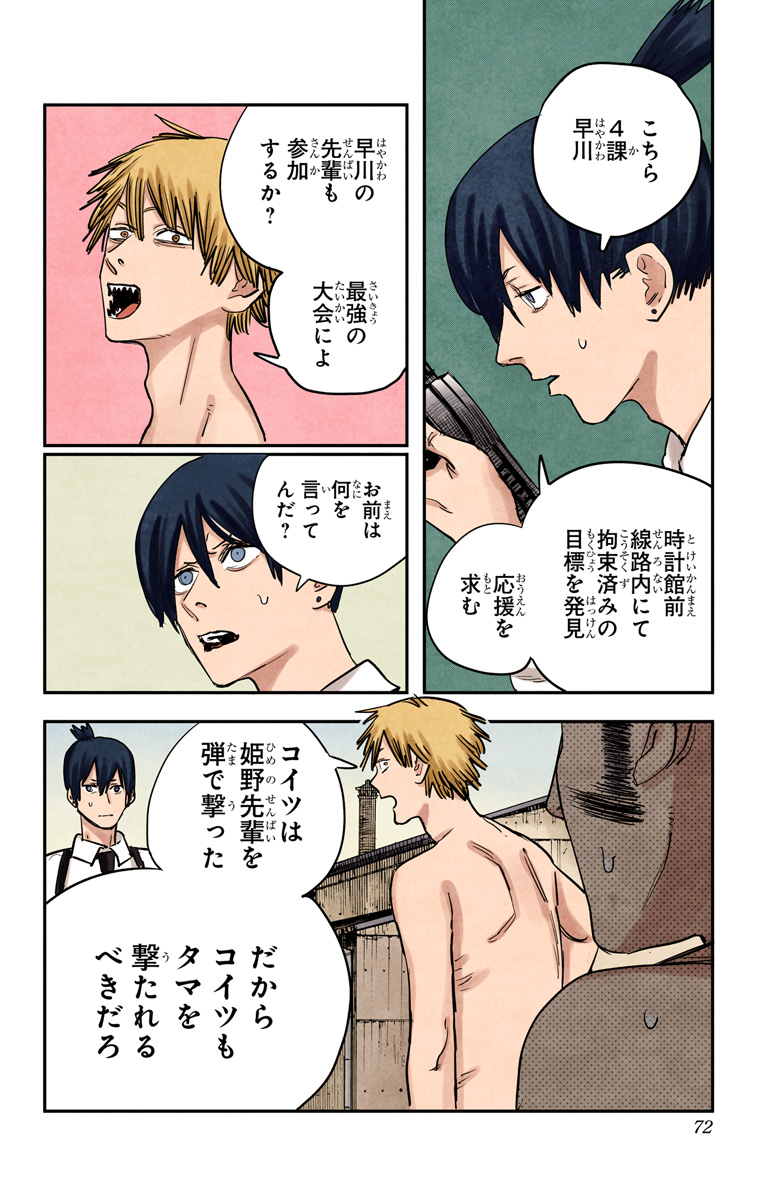 こちら
４課
早川
時計館前
線路内にて
拘束済みの
目標を発見
応援を
求む
早川の
先輩も
参加
するか？
最強の
大会によ
お前は
何を
言って
んだ？
コイツは
姫野先輩を
弾で撃った
だから
コイツも
タマを
撃たれる
べきだろ
72